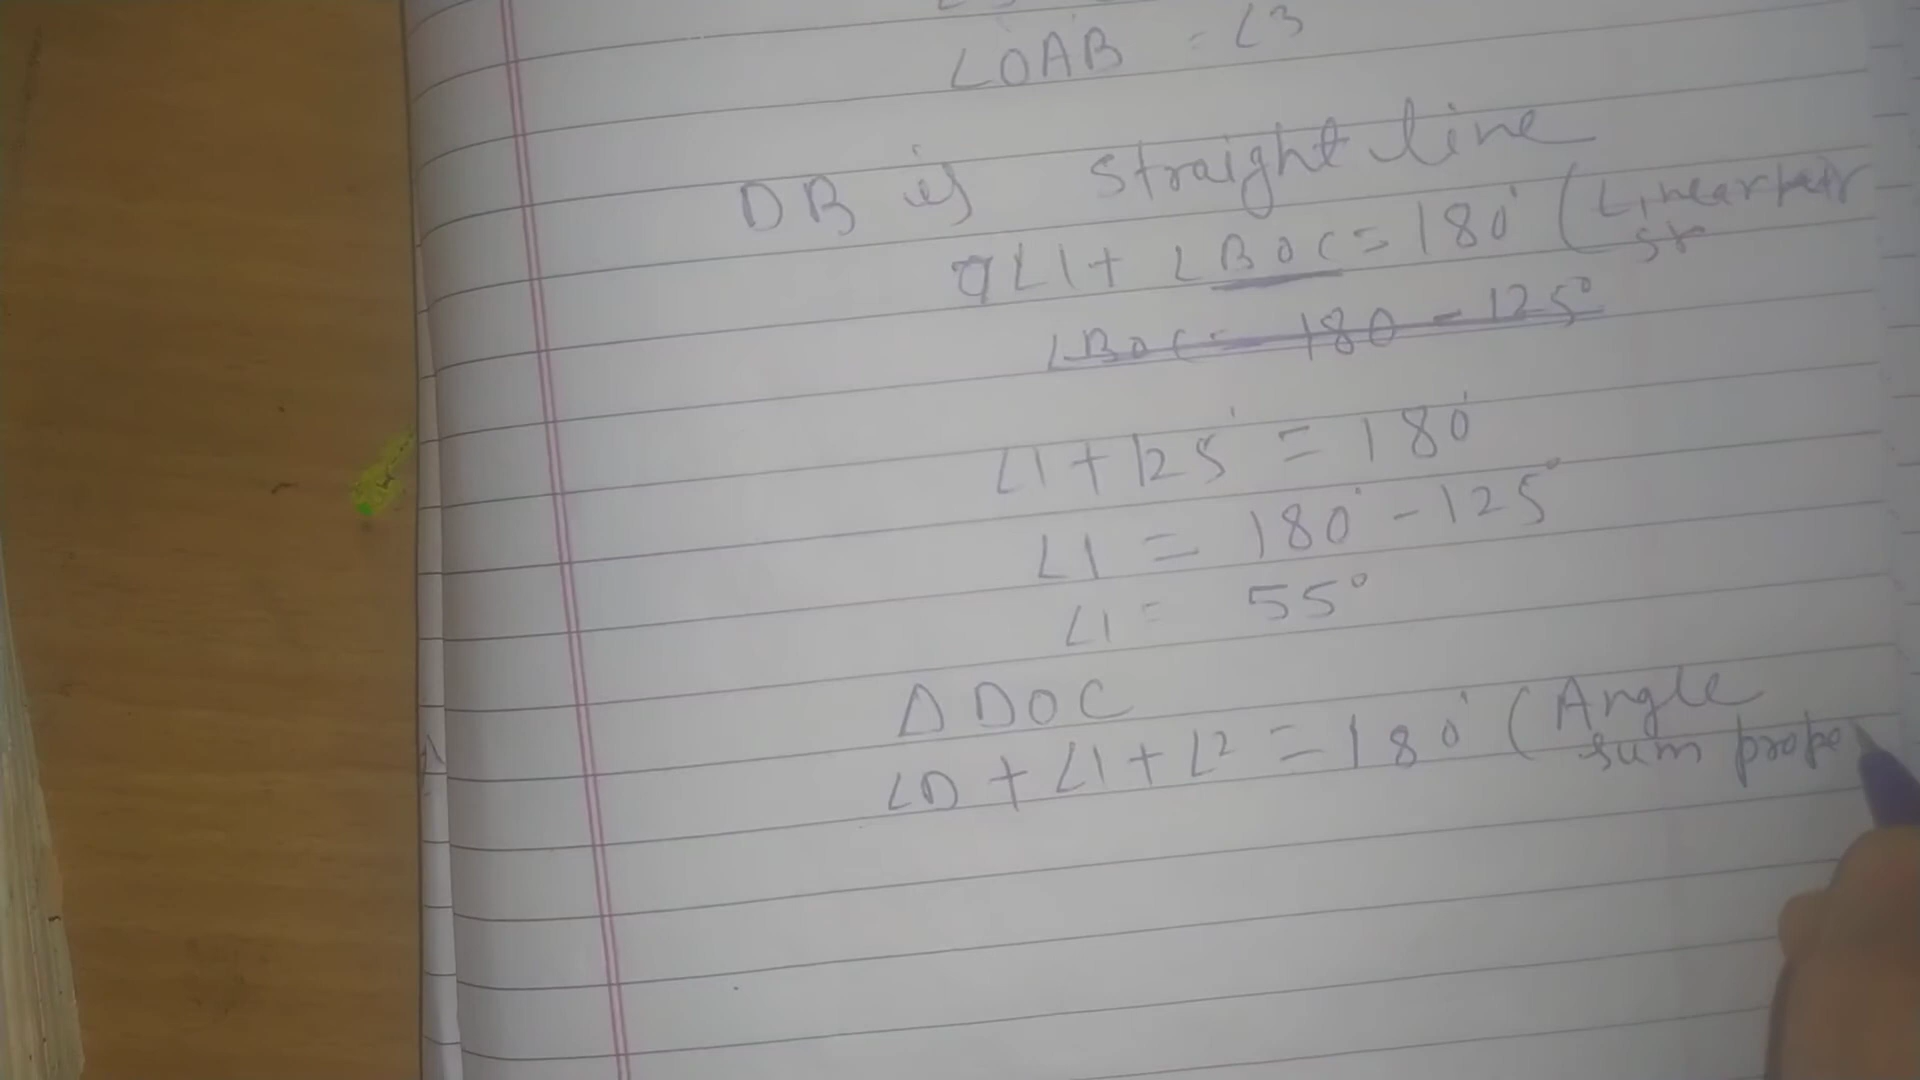 ∠OAB = ∠3
DB is straight line
∠1 + ∠BOC = 180° (Linear pair
∠BOC = 180 - 125°
∠1 + 125° = 180°
∠1 = 180° - 125°
∠1 = 55°
Δ DOC
∠D + ∠1 + ∠2 = 180° (Angle
sum prope